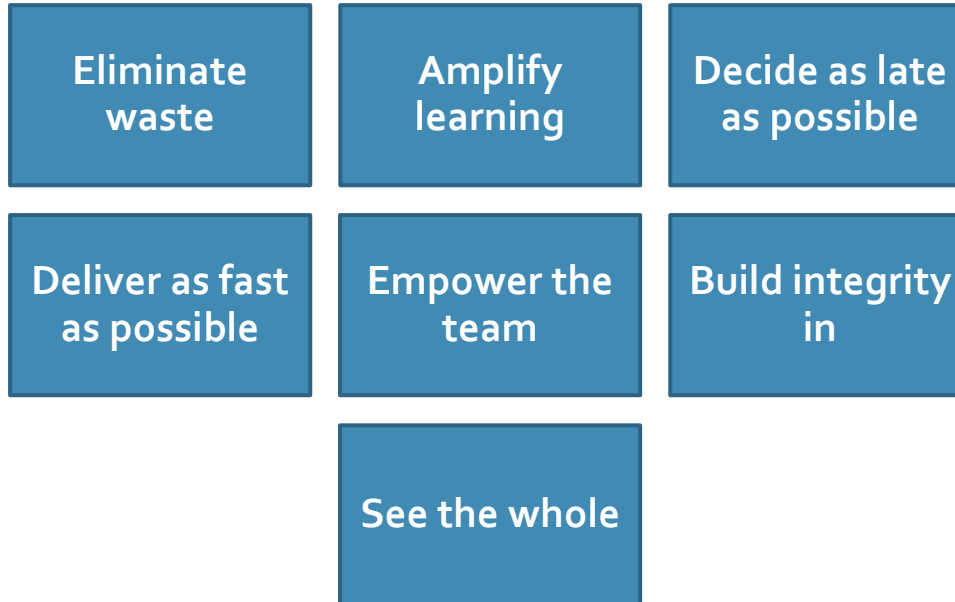 Eliminate
waste
Amplify
learning
Decide as late
as possible
Deliver as fast
as possible
Empower the
team
Build integrity
in
See the whole